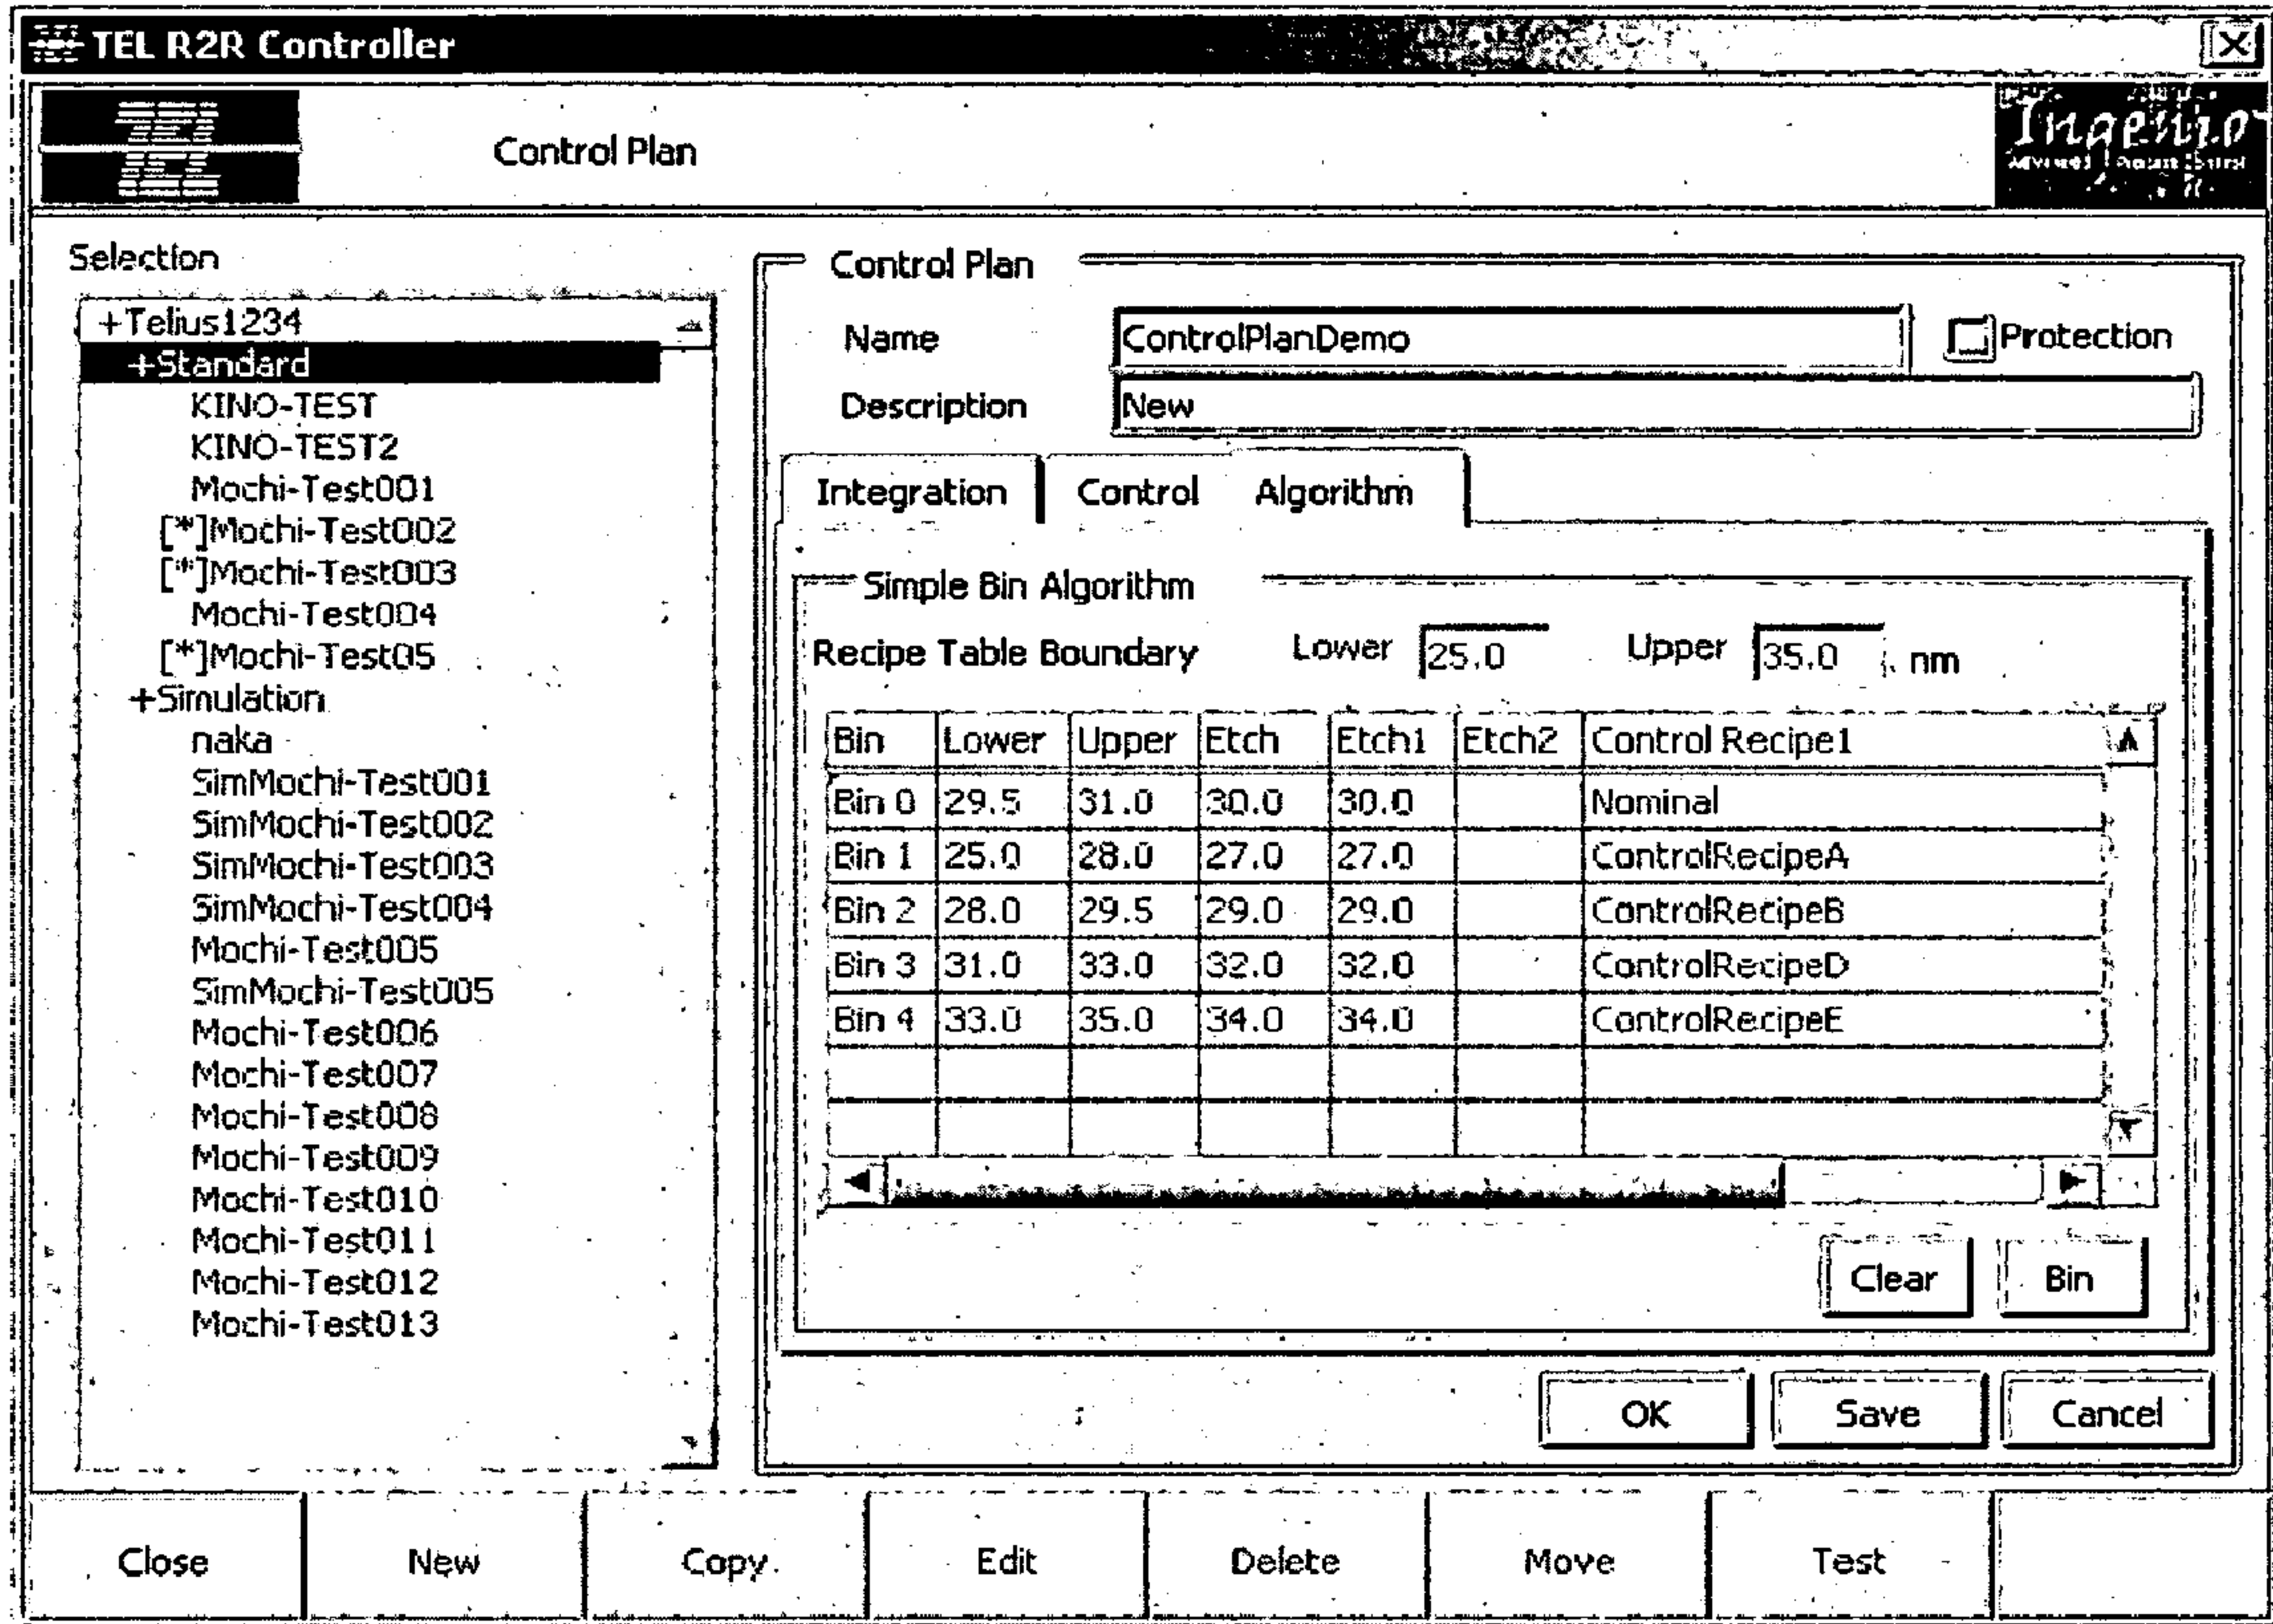 TEL R2R Controller
TEL
Control Plan
Ingenio
Advanced Process Control
Selection
+Telius1234
+Standard
KINO-TEST
KINO-TEST2
Mochi-Test001
[*]Mochi-Test002
[*]Mochi-Test003
Mochi-Test004
[*]Mochi-Test05
+Simulation
naka
SimMochi-Test001
SimMochi-Test002
SimMochi-Test003
SimMochi-Test004
Mochi-Test005
SimMochi-Test005
Mochi-Test006
Mochi-Test007
Mochi-Test008
Mochi-Test009
Mochi-Test010
Mochi-Test011
Mochi-Test012
Mochi-Test013
Control Plan
Name ControlPlanDemo Protection
Description New
Integration Control Algorithm
Simple Bin Algorithm
Recipe Table Boundary Lower 25.0 Upper 35.0 nm
Bin Lower Upper Etch Etch1 Etch2 Control Recipe1
Bin 0 29.5 31.0 30.0 30.0 Nominal
Bin 1 25.0 28.0 27.0 27.0 ControlRecipeA
Bin 2 28.0 29.5 29.0 29.0 ControlRecipeB
Bin 3 31.0 33.0 32.0 32.0 ControlRecipeD
Bin 4 33.0 35.0 34.0 34.0 ControlRecipeE
Clear Bin
OK Save Cancel
Close New Copy Edit Delete Move Test